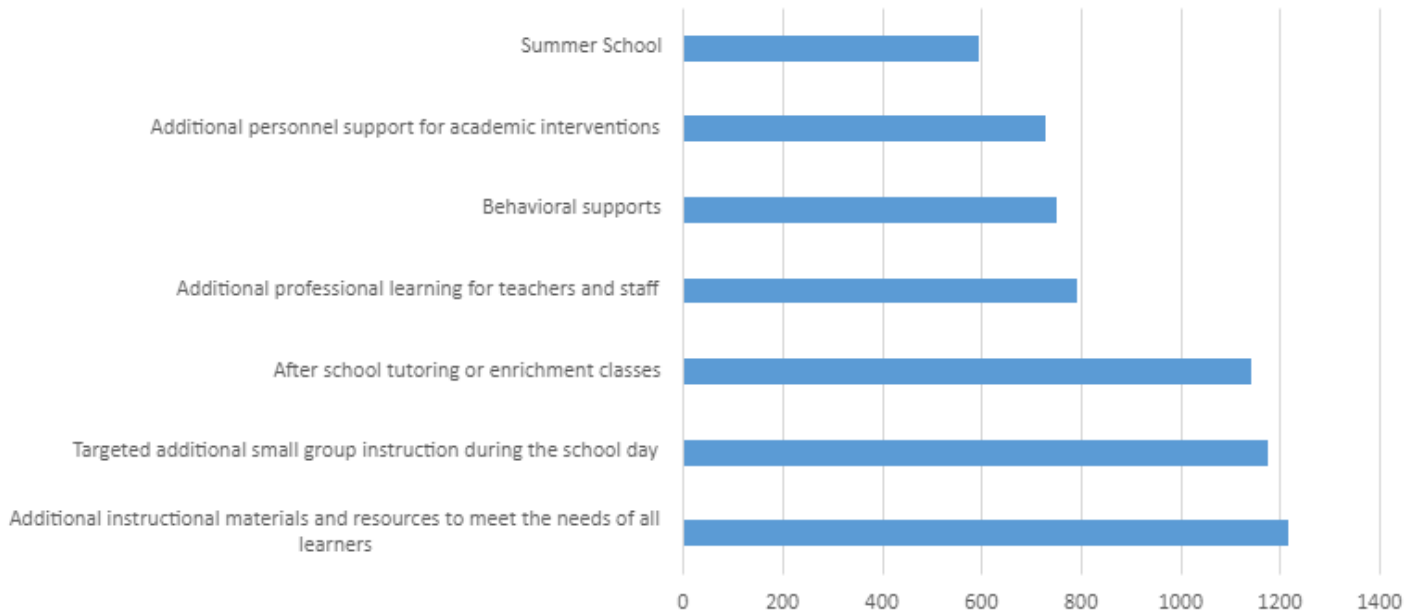 Summer School
Additional personnel support for academic interventions
Behavioral supports
Additional professional learning for teachers and staff
After school tutoring or enrichment classes
Targeted additional small group instruction during the school day
Additional instructional materials and resources to meet the needs of all
learners
0 200 400 600 800 1000 1200 1400